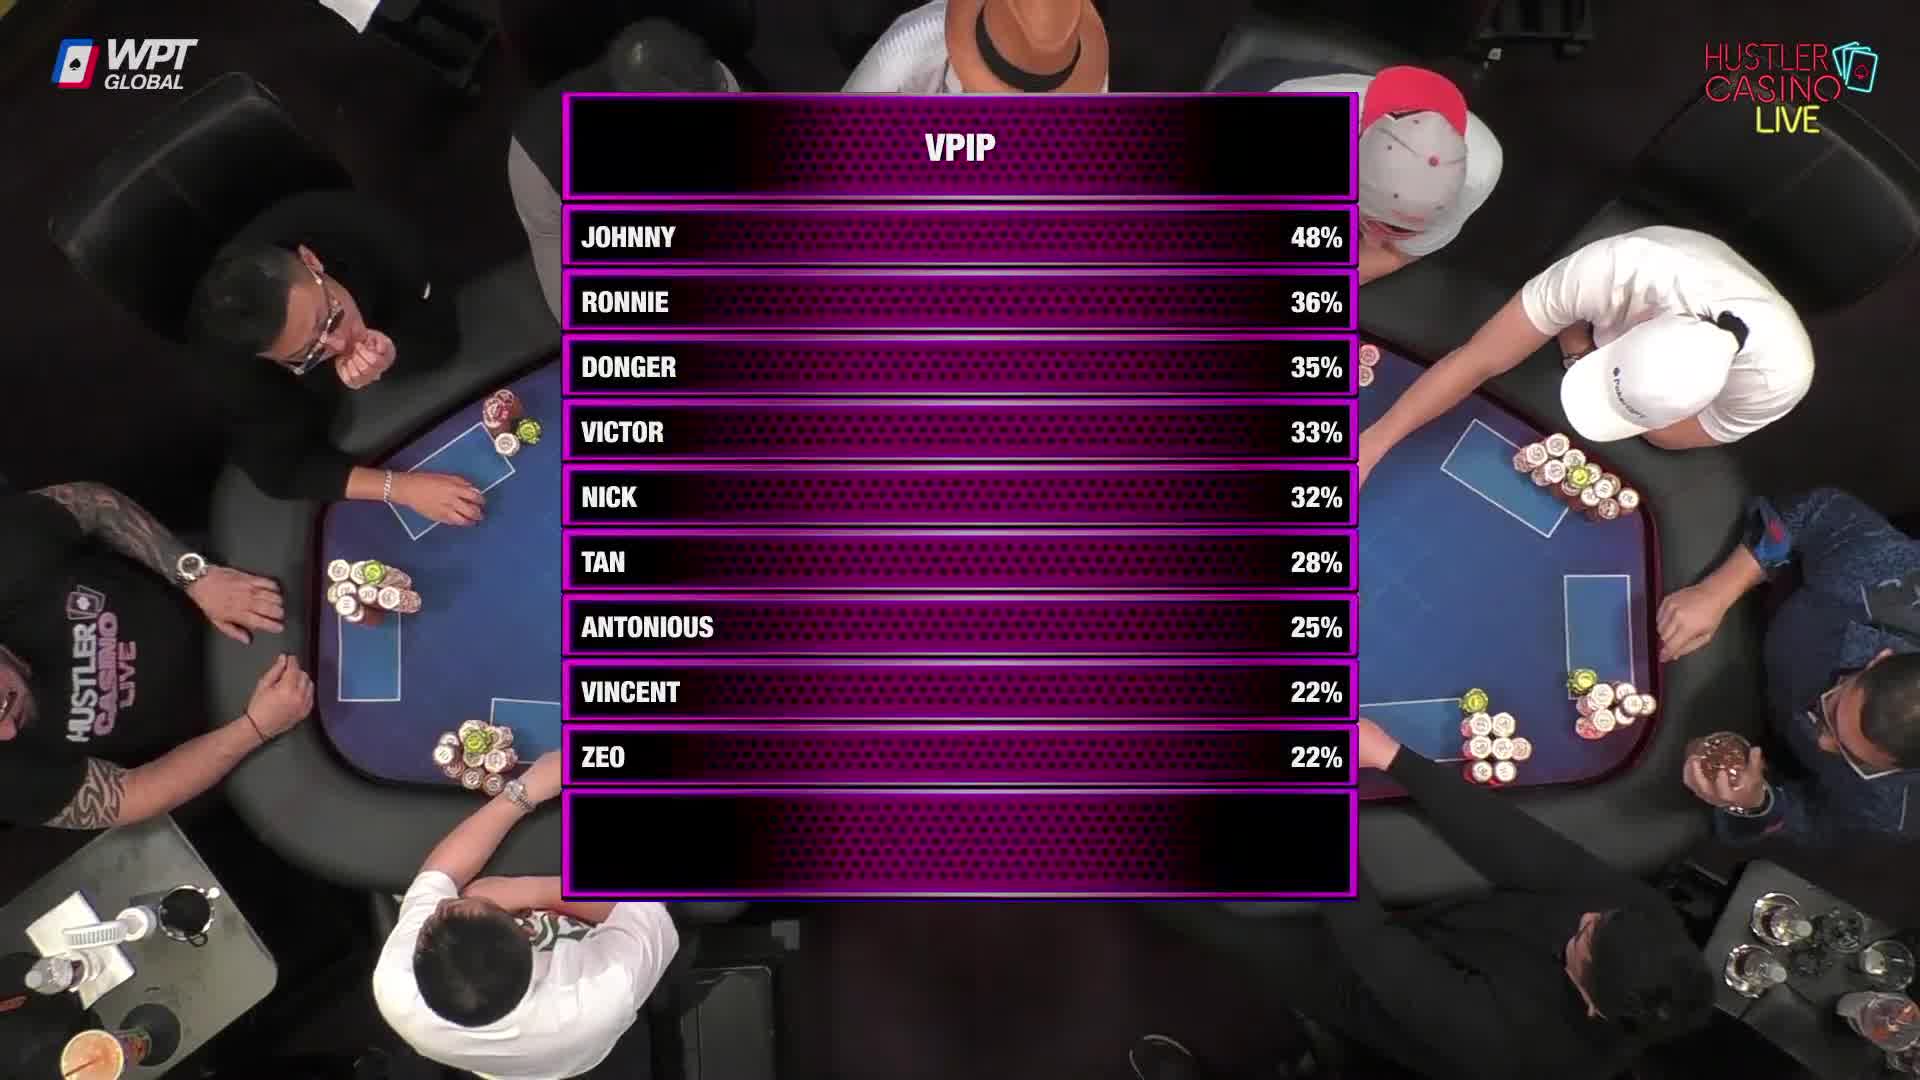 WPT
GLOBAL
HUSTLER
CASINO
LIVE
VPIP
JOHNNY 48%
RONNIE 36%
DONGER 35%
VICTOR 33%
NICK 32%
TAN 28%
ANTONIOUS 25%
VINCENT 22%
ZEO 22%
HUSTLER
CASINO
LIVE